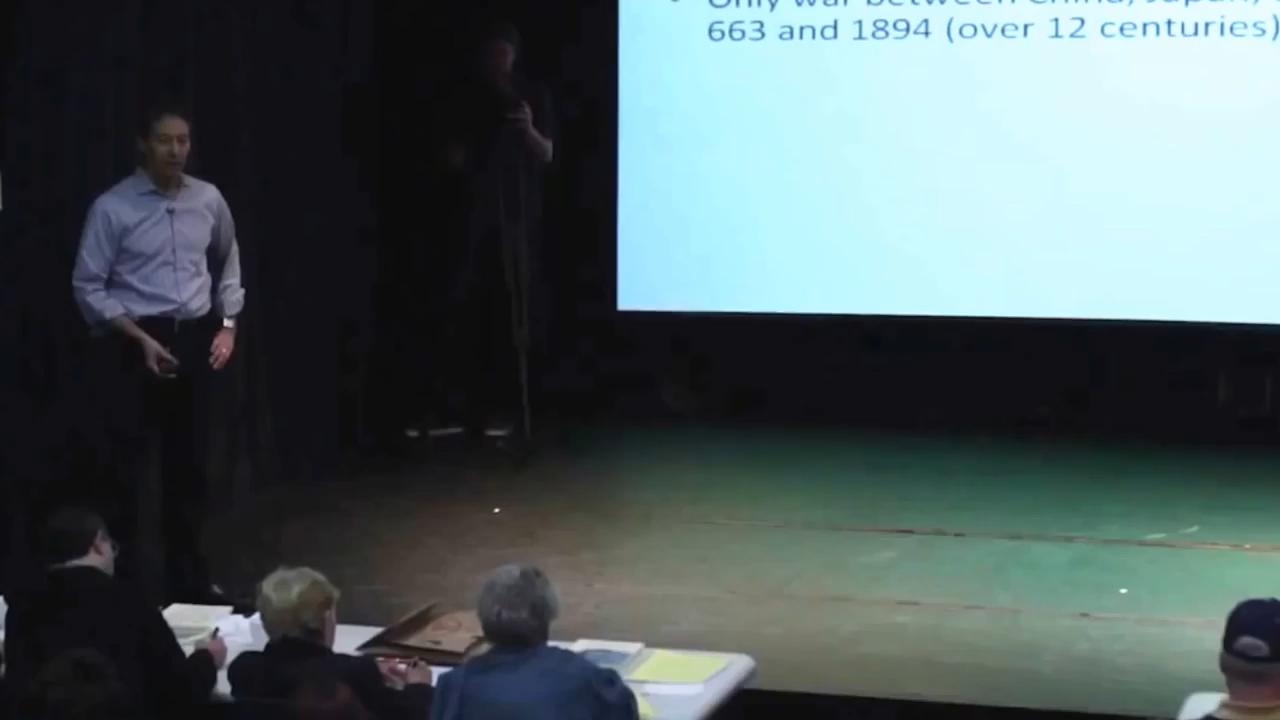 Only war between China, Japan,
663 and 1894 (over 12 centuries)